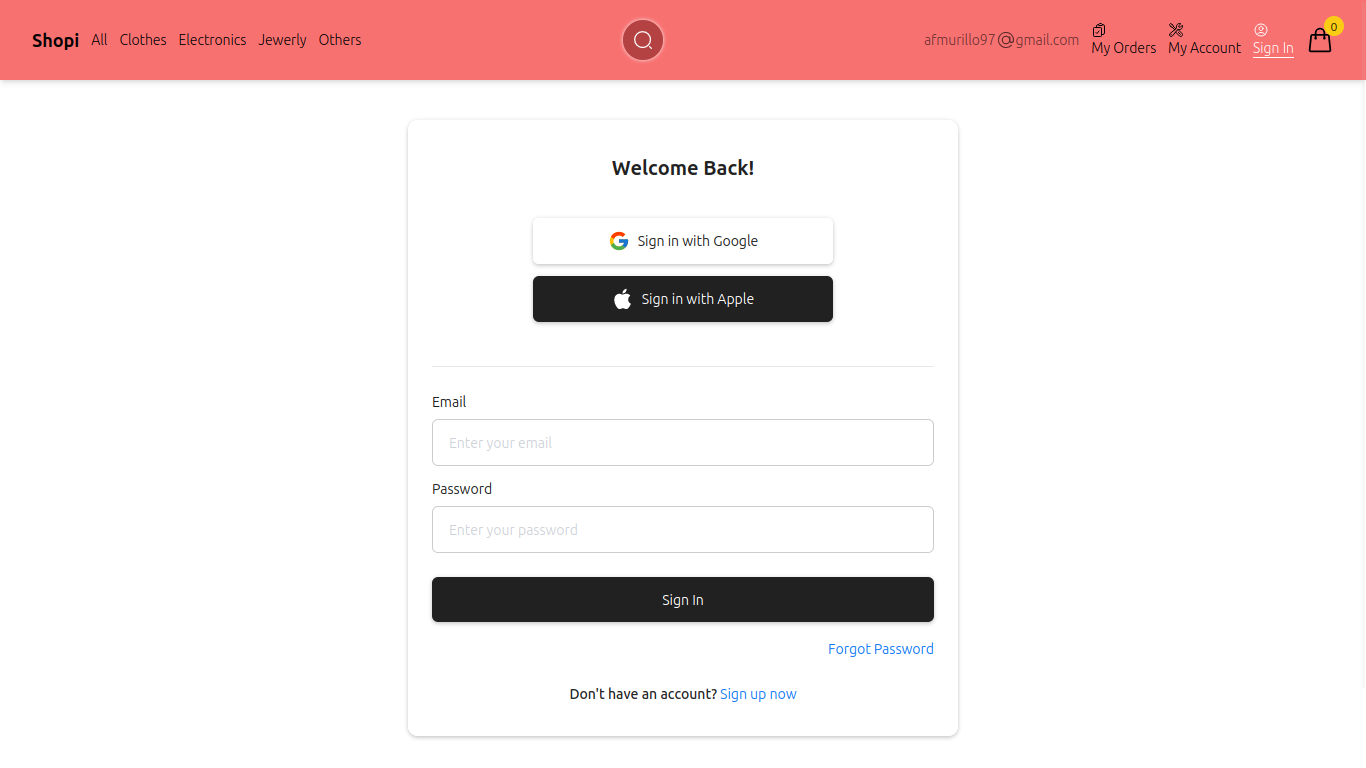 Shopi All Clothes Electronics Jewerly Others afmurillo97@gmail.com My Orders My Account Sign In 0
Welcome Back!
Sign in with Google
Sign in with Apple
Email
Enter your email
Password
Enter your password
Sign In
Forgot Password
Don't have an account? Sign up now